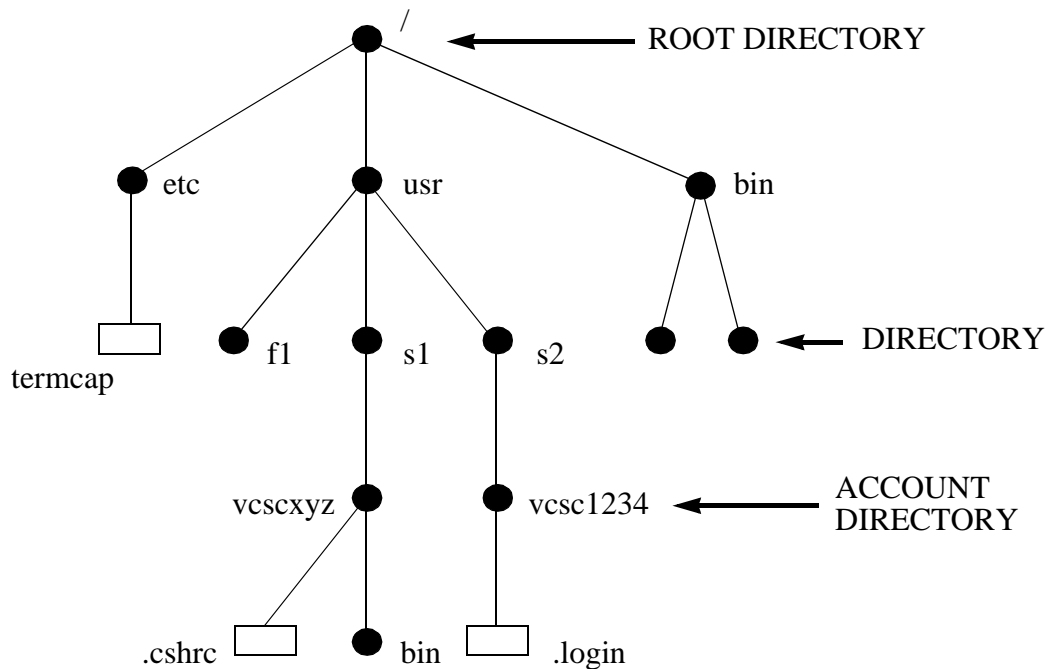 /
ROOT DIRECTORY
etc
usr
bin
f1
s1
s2
DIRECTORY
termcap
vcscxyz
vcsc1234
ACCOUNT
DIRECTORY
.cshrc
bin
.login